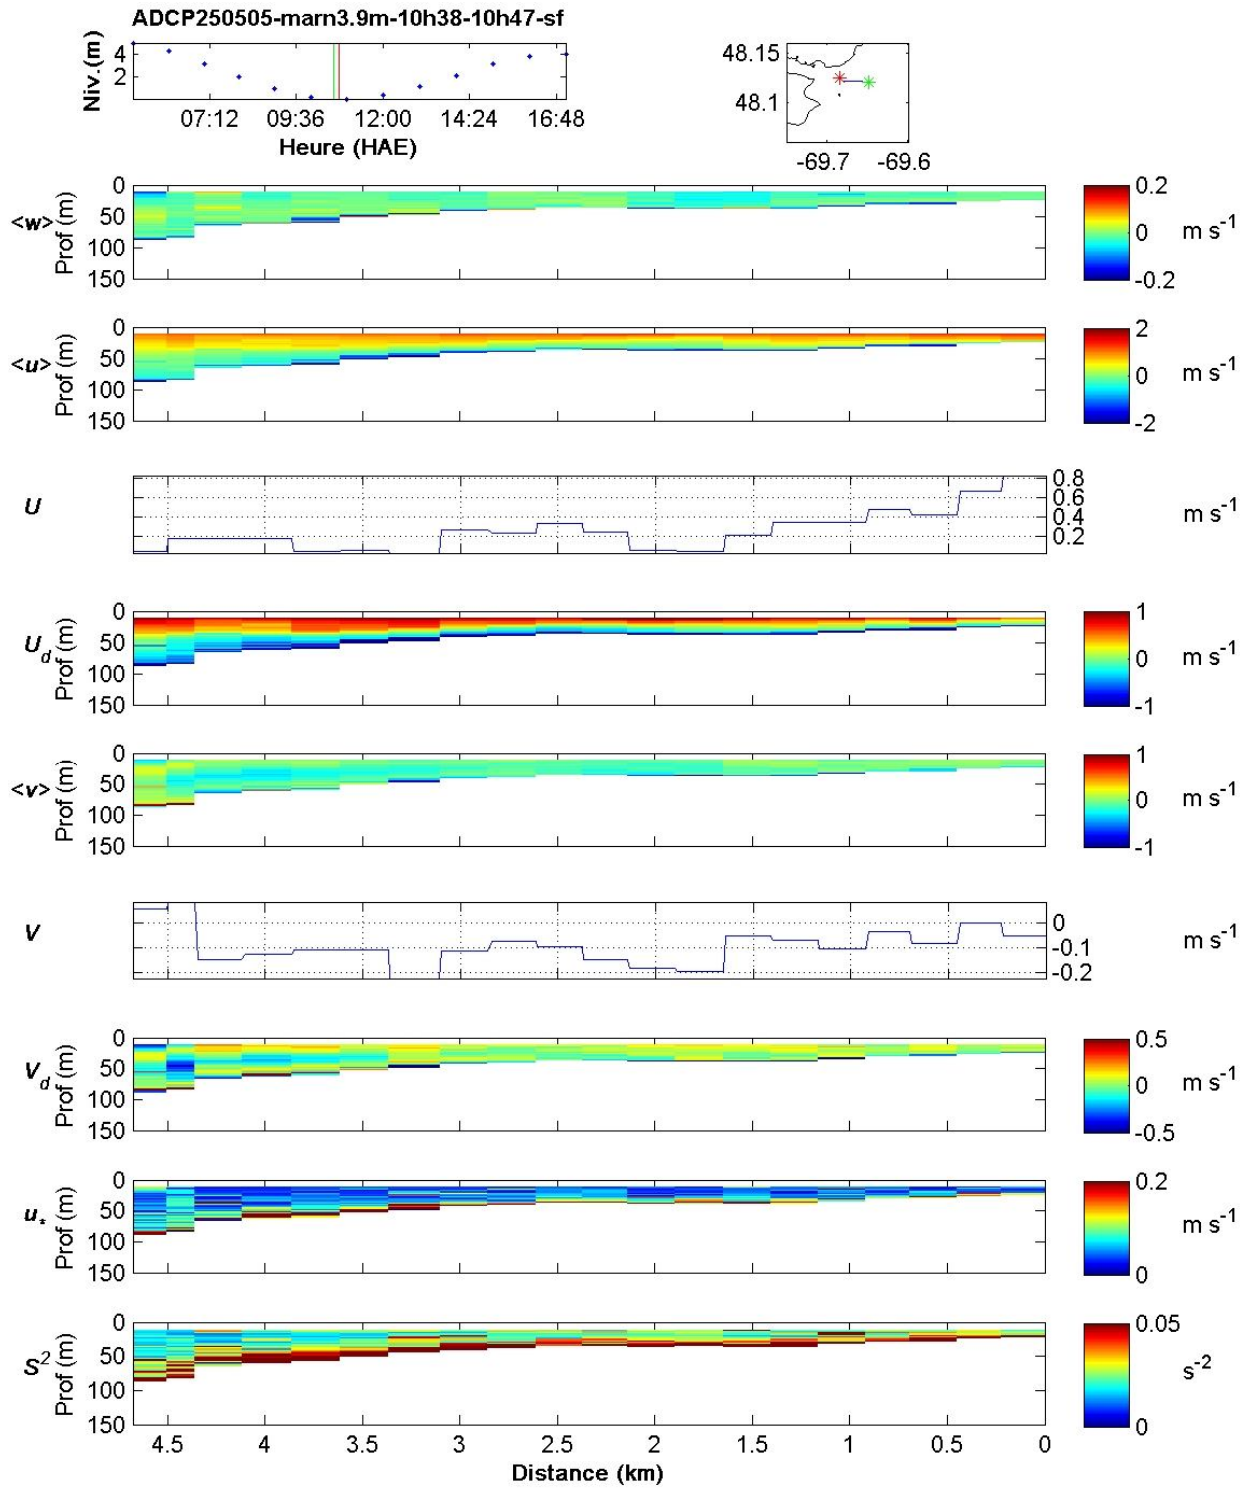 ADCP250505-marn3.9m-10h38-10h47-sf
Niv.(m)
4
2
07:12 09:36 12:00 14:24 16:48
Heure (HAE)
48.15
48.1
-69.7 -69.6
<w>
Prof (m)
0
50
100
150
0.2
0
-0.2
m s-1
<u>
Prof (m)
0
50
100
150
2
0
-2
m s-1
U
0.8
0.6
0.4
0.2
m s-1
Ud
Prof (m)
0
50
100
150
1
0
-1
m s-1
<v>
Prof (m)
0
50
100
150
1
0
-1
m s-1
V
0
-0.1
-0.2
m s-1
Vd
Prof (m)
0
50
100
150
0.5
0
-0.5
m s-1
u*
Prof (m)
0
50
100
150
0.2
0
m s-1
S2
Prof (m)
0
50
100
150
0.05
0
s-2
4.5 4 3.5 3 2.5 2 1.5 1 0.5 0
Distance (km)